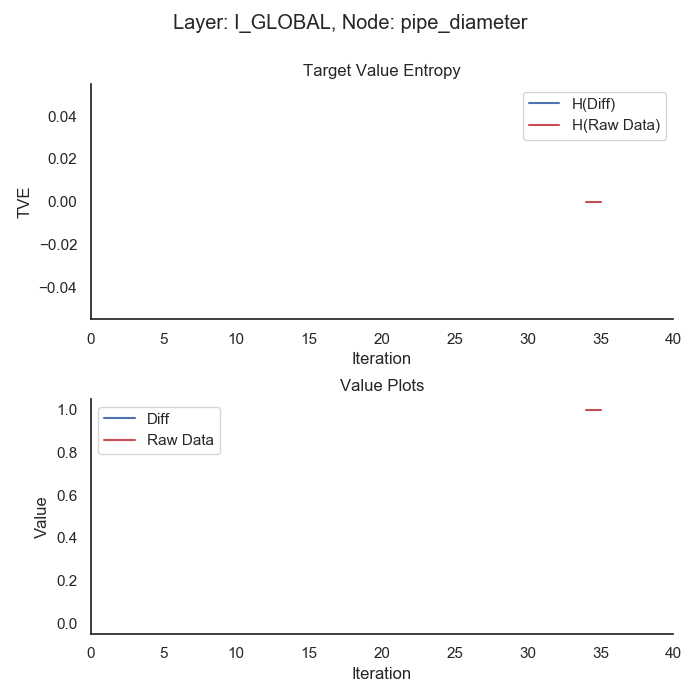 Layer: I_GLOBAL, Node: pipe_diameter
Target Value Entropy
H(Diff)
H(Raw Data)
TVE
0.04
0.02
0.00
−0.02
−0.04
0 5 10 15 20 25 30 35 40
Iteration
Value Plots
Diff
Raw Data
Value
1.0
0.8
0.6
0.4
0.2
0.0
0 5 10 15 20 25 30 35 40
Iteration